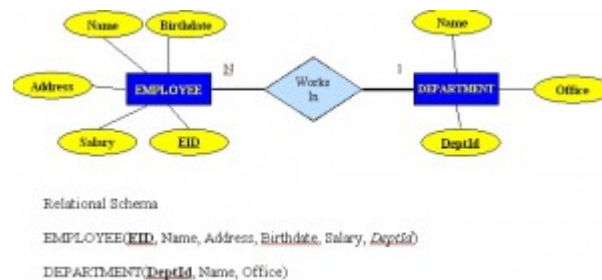 Name Birthdate Name
N 1
Address EMPLOYEE Works In DEPARTMENT Office
Salary EID DeptId
Relational Schema
EMPLOYEE(EID, Name, Address, Birthdate, Salary, DeptId)
DEPARTMENT(DeptId, Name, Office)